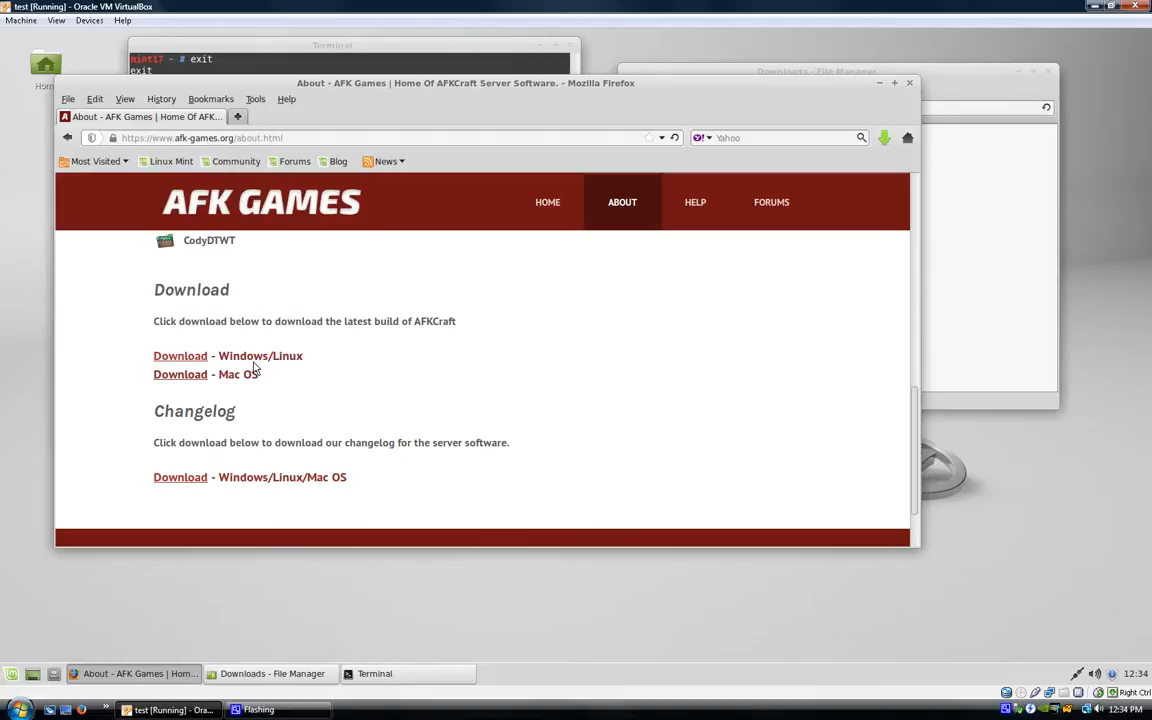 test [Running] - Oracle VM VirtualBox
Machine View Devices Help
Terminal
mint17 ~ # exit
exit
Hom
Downloads - File Manager
About - AFK Games | Home Of AFKCraft Server Software. - Mozilla Firefox
File Edit View History Bookmarks Tools Help
About - AFK Games | Home Of AFK...
https://www.afk-games.org/about.html
Yahoo
Most Visited Linux Mint Community Forums Blog News
AFK GAMES
HOME ABOUT HELP FORUMS
CodyDTWT
Download
Click download below to download the latest build of AFKCraft
Download - Windows/Linux
Download - Mac OS
Changelog
Click download below to download our changelog for the server software.
Download - Windows/Linux/Mac OS
About - AFK Games | Hom... Downloads - File Manager Terminal 12:34
Right Ctrl
test [Running] - Ora... Flashing 12:34 PM